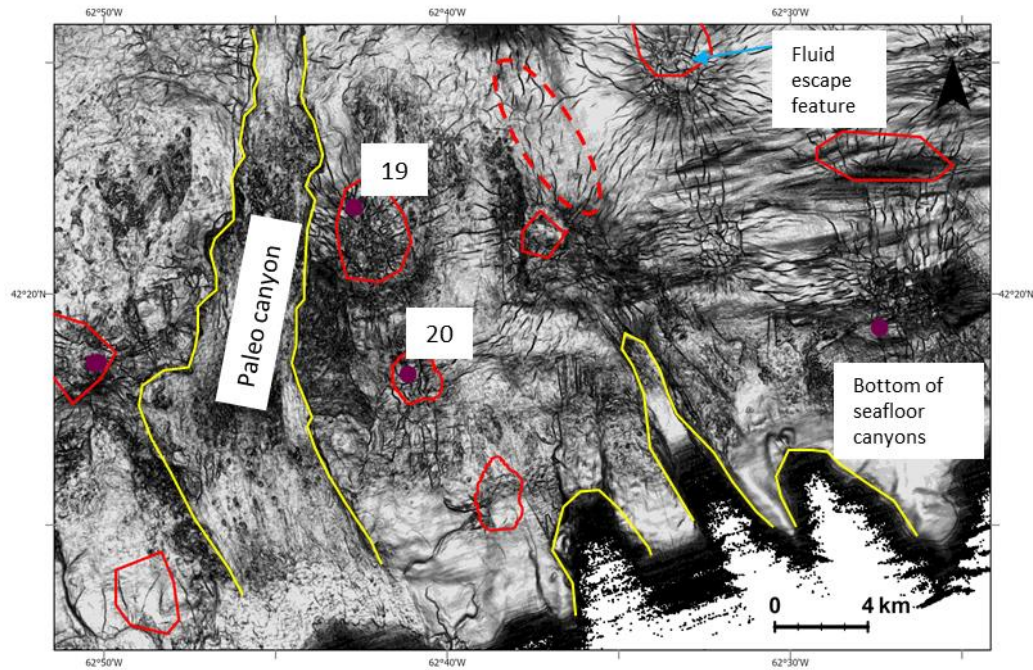 62°50'W
62°40'W
62°30'W
Fluid
escape
feature
19
42°20'N
42°20'N
Paleo canyon
20
Bottom of
seafloor
canyons
0 4 km
62°50'W
62°40'W
62°30'W